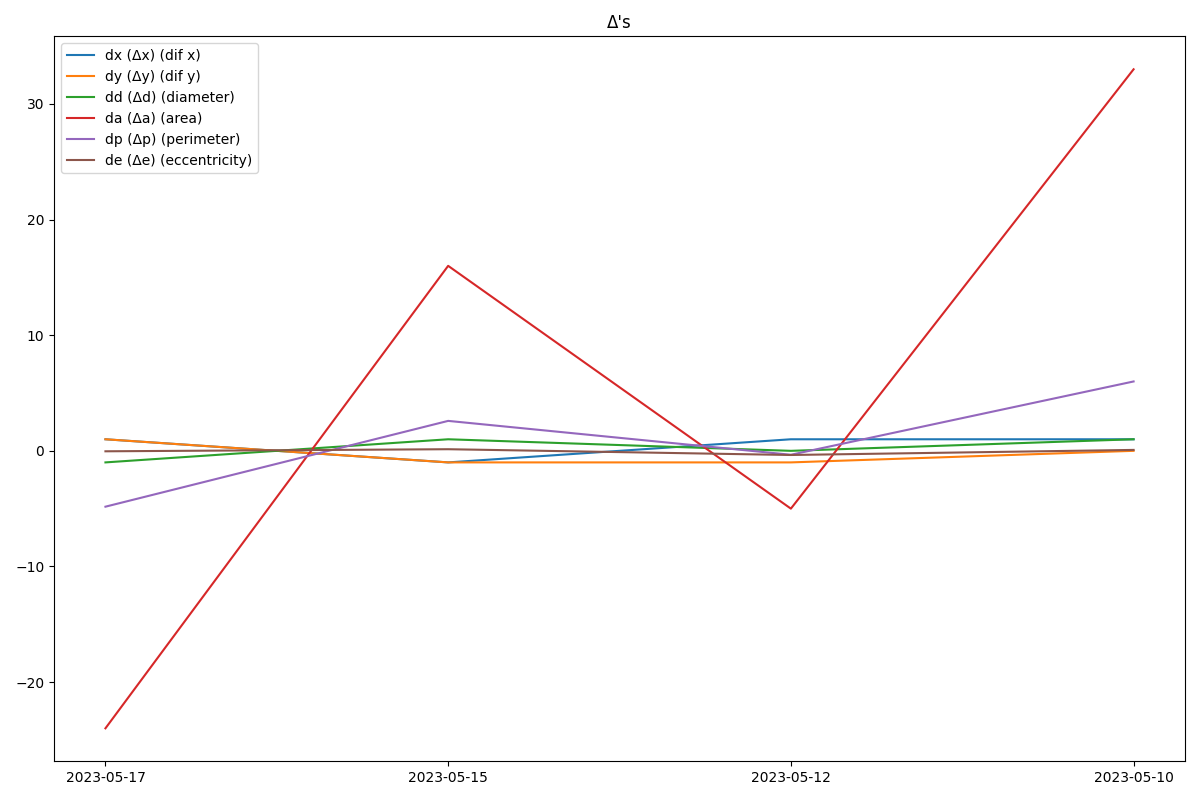 Δ's
dx (Δx) (dif x)
dy (Δy) (dif y)
dd (Δd) (diameter)
da (Δa) (area)
dp (Δp) (perimeter)
de (Δe) (eccentricity)
30
20
10
0
−10
−20
2023-05-17 2023-05-15 2023-05-12 2023-05-10